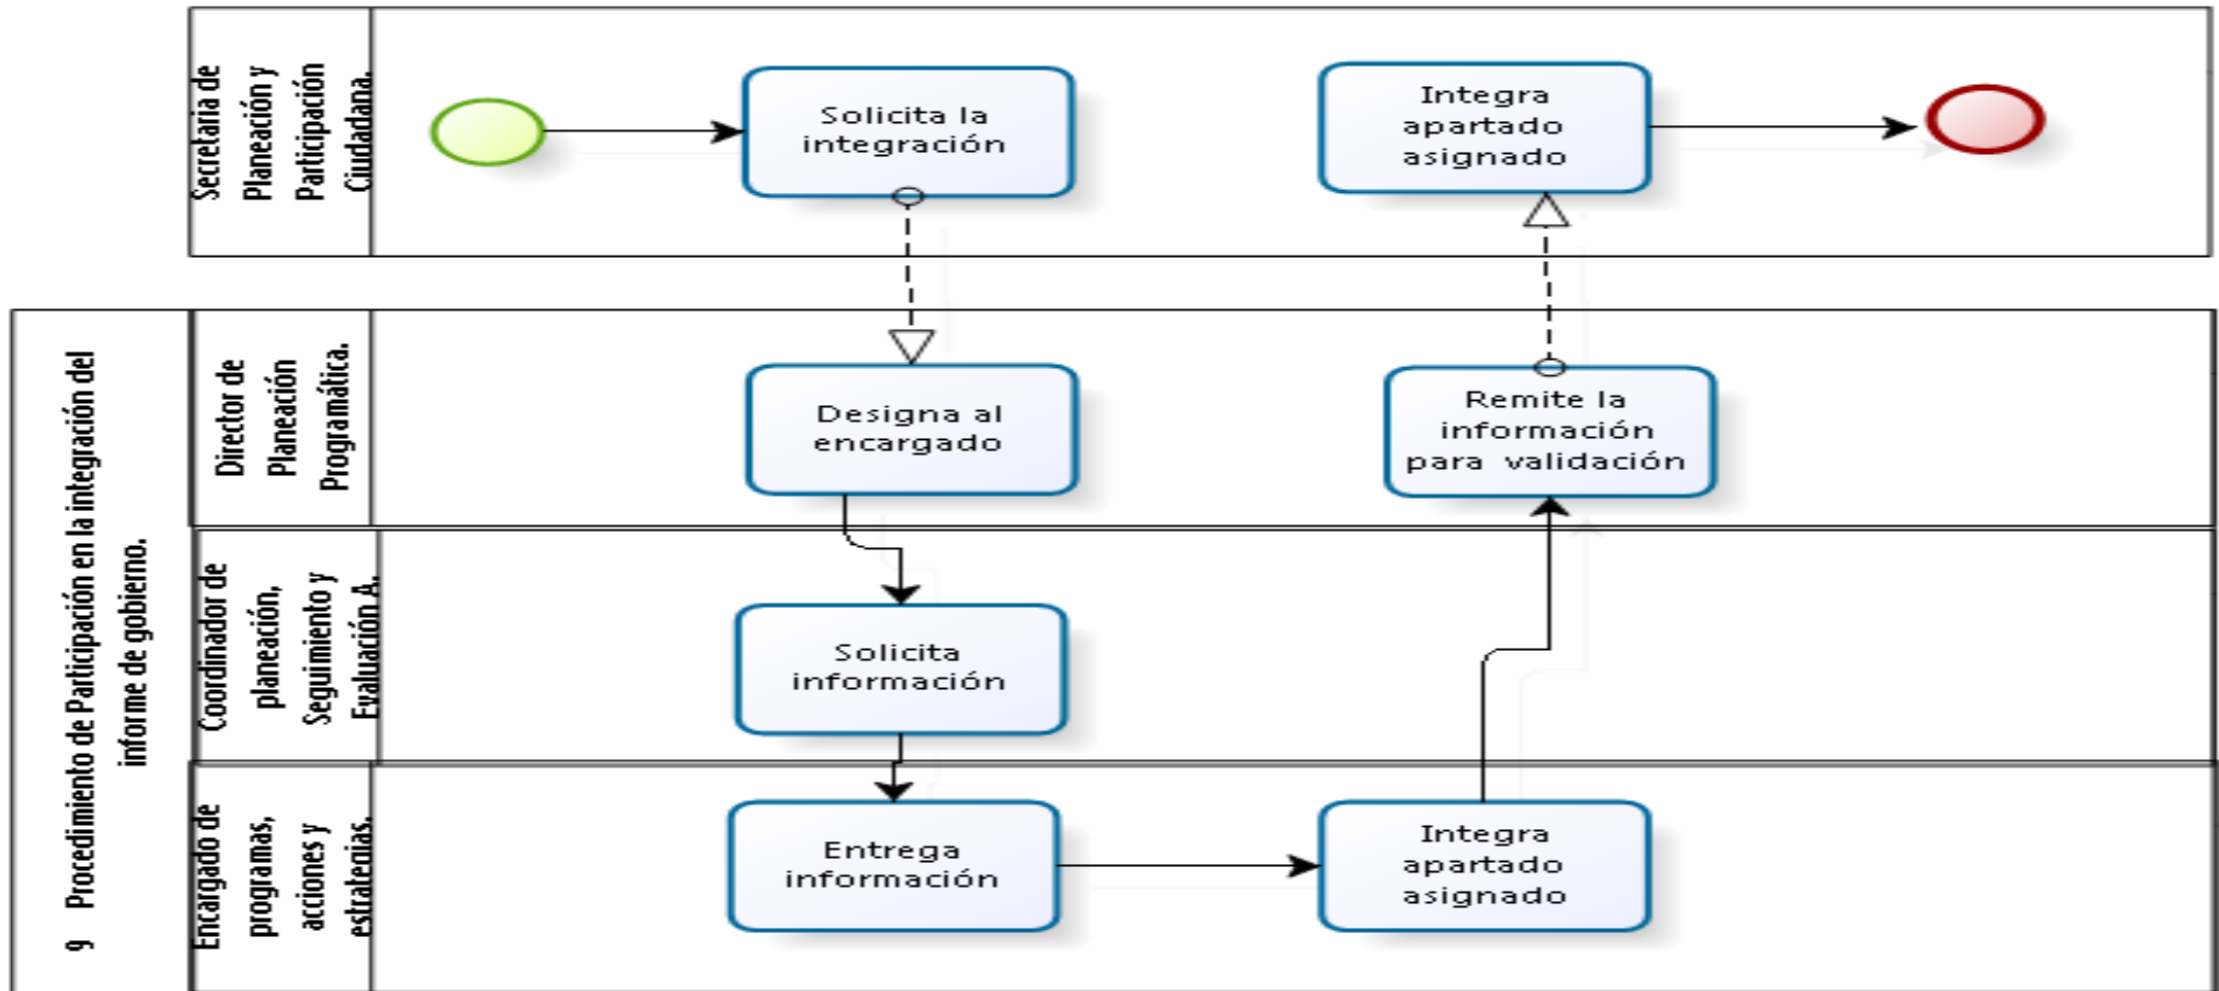 Secretaria de
Planeación y
Participación
Ciudadana.
Solicita la
integración
Integra
apartado
asignado
9 Procedimiento de Participación en la integración del
informe de gobierno.
Director de
Planeación
Programática.
Designa al
encargado
Remite la
información
para validación
Coordinador de
planeación,
Seguimiento y
Evaluación A.
Solicita
información
Encargado de
programas,
acciones y
estrategias.
Entrega
información
Integra
apartado
asignado